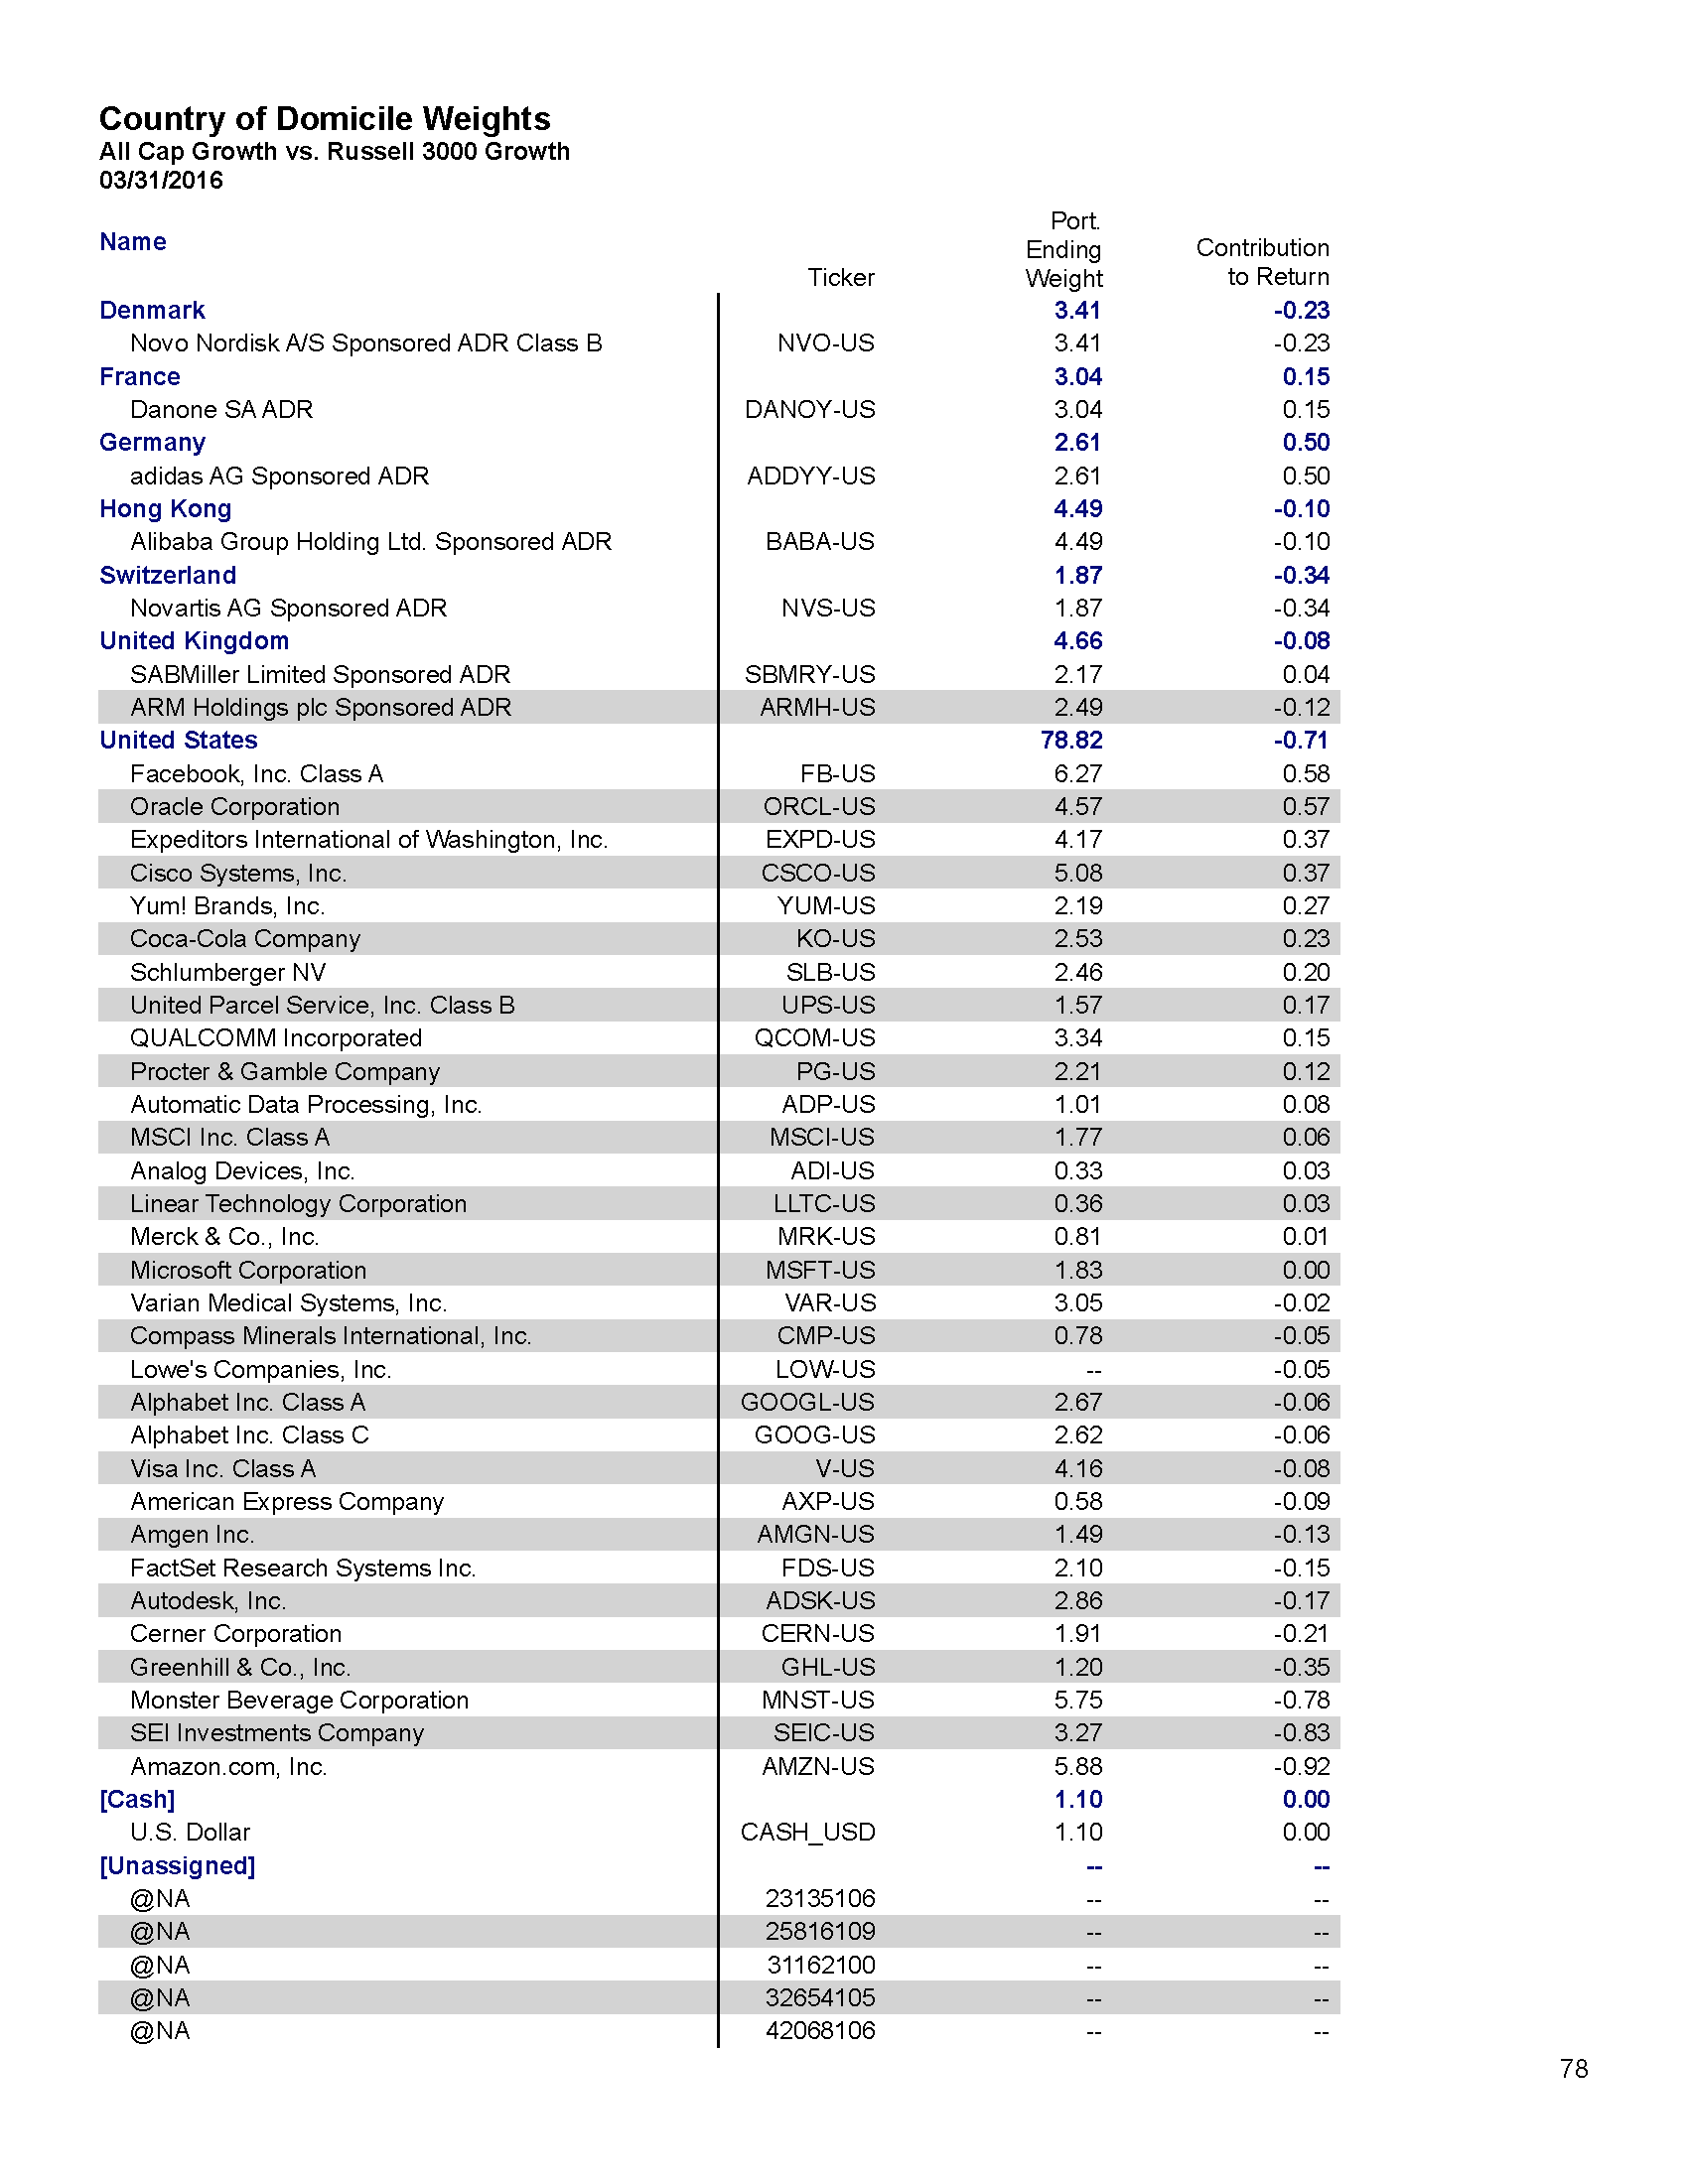 Country of Domicile Weights
All Cap Growth vs. Russell 3000 Growth
03/31/2016
Name Ticker Port. Ending Weight Contribution to Return
Denmark 3.41 -0.23
Novo Nordisk A/S Sponsored ADR Class B NVO-US 3.41 -0.23
France 3.04 0.15
Danone SA ADR DANOY-US 3.04 0.15
Germany 2.61 0.50
adidas AG Sponsored ADR ADDYY-US 2.61 0.50
Hong Kong 4.49 -0.10
Alibaba Group Holding Ltd. Sponsored ADR BABA-US 4.49 -0.10
Switzerland 1.87 -0.34
Novartis AG Sponsored ADR NVS-US 1.87 -0.34
United Kingdom 4.66 -0.08
SABMiller Limited Sponsored ADR SBMRY-US 2.17 0.04
ARM Holdings plc Sponsored ADR ARMH-US 2.49 -0.12
United States 78.82 -0.71
Facebook, Inc. Class A FB-US 6.27 0.58
Oracle Corporation ORCL-US 4.57 0.57
Expeditors International of Washington, Inc. EXPD-US 4.17 0.37
Cisco Systems, Inc. CSCO-US 5.08 0.37
Yum! Brands, Inc. YUM-US 2.19 0.27
Coca-Cola Company KO-US 2.53 0.23
Schlumberger NV SLB-US 2.46 0.20
United Parcel Service, Inc. Class B UPS-US 1.57 0.17
QUALCOMM Incorporated QCOM-US 3.34 0.15
Procter & Gamble Company PG-US 2.21 0.12
Automatic Data Processing, Inc. ADP-US 1.01 0.08
MSCI Inc. Class A MSCI-US 1.77 0.06
Analog Devices, Inc. ADI-US 0.33 0.03
Linear Technology Corporation LLTC-US 0.36 0.03
Merck & Co., Inc. MRK-US 0.81 0.01
Microsoft Corporation MSFT-US 1.83 0.00
Varian Medical Systems, Inc. VAR-US 3.05 -0.02
Compass Minerals International, Inc. CMP-US 0.78 -0.05
Lowe's Companies, Inc. LOW-US -- -0.05
Alphabet Inc. Class A GOOGL-US 2.67 -0.06
Alphabet Inc. Class C GOOG-US 2.62 -0.06
Visa Inc. Class A V-US 4.16 -0.08
American Express Company AXP-US 0.58 -0.09
Amgen Inc. AMGN-US 1.49 -0.13
FactSet Research Systems Inc. FDS-US 2.10 -0.15
Autodesk, Inc. ADSK-US 2.86 -0.17
Cerner Corporation CERN-US 1.91 -0.21
Greenhill & Co., Inc. GHL-US 1.20 -0.35
Monster Beverage Corporation MNST-US 5.75 -0.78
SEI Investments Company SEIC-US 3.27 -0.83
Amazon.com, Inc. AMZN-US 5.88 -0.92
[Cash] 1.10 0.00
U.S. Dollar CASH_USD 1.10 0.00
[Unassigned] -- --
@NA 23135106 -- --
@NA 25816109 -- --
@NA 31162100 -- --
@NA 32654105 -- --
@NA 42068106 -- --
78